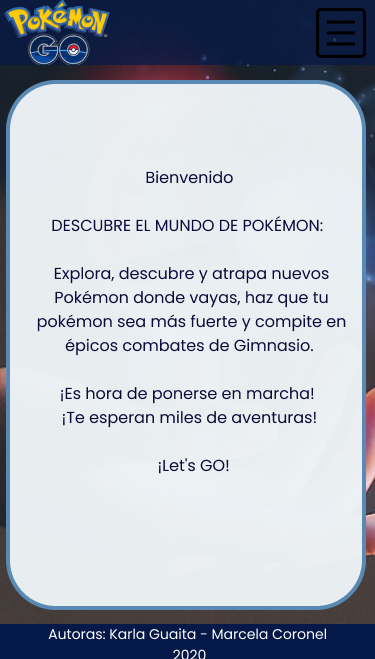 POKÉMON
GO
Bienvenido
DESCUBRE EL MUNDO DE POKÉMON:
Explora, descubre y atrapa nuevos
Pokémon donde vayas, haz que tu
pokémon sea más fuerte y compite en
épicos combates de Gimnasio.
¡Es hora de ponerse en marcha!
¡Te esperan miles de aventuras!
¡Let's GO!
Autoras: Karla Guaita - Marcela Coronel
2020